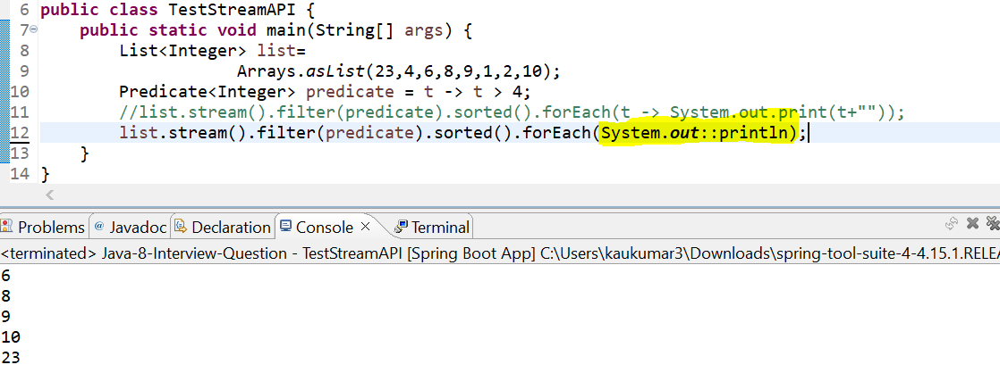 6 public class TestStreamAPI {
7 public static void main(String[] args) {
8 List<Integer> list=
9 Arrays.asList(23,4,6,8,9,1,2,10);
10 Predicate<Integer> predicate = t -> t > 4;
11 //list.stream().filter(predicate).sorted().forEach(t -> System.out.print(t+""));
12 list.stream().filter(predicate).sorted().forEach(System.out::println);
13 }
14 }
Problems @ Javadoc Declaration Console Terminal
<terminated> Java-8-Interview-Question - TestStreamAPI [Spring Boot App] C:\Users\kaukumar3\Downloads\spring-tool-suite-4-4.15.1.RELEA
6
8
9
10
23